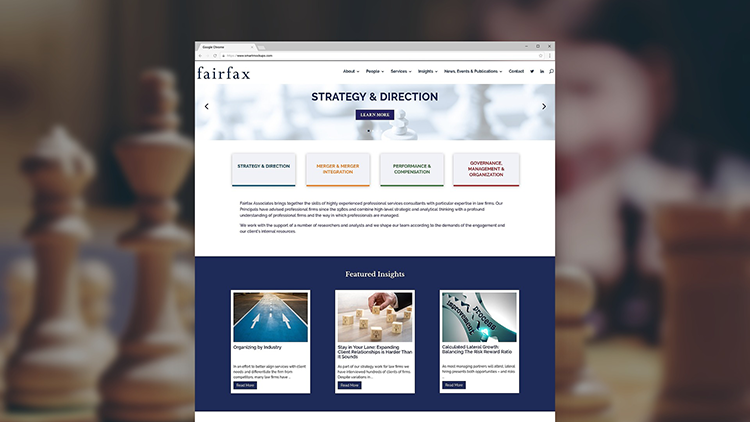 Google Chrome
www.smartmockups.com
fairfax
About People Services Insights News, Events & Publications Contact
STRATEGY & DIRECTION
LEARN MORE
STRATEGY & DIRECTION
MERGER & MERGER
INTEGRATION
PERFORMANCE &
COMPENSATION
GOVERNANCE,
MANAGEMENT &
ORGANIZATION
Fairfax Associates brings together the skills of highly experienced professional services consultants with particular expertise in law firms. Our
Principals have advised professional firms since the 1980s and combine high-level strategic and analytical thinking with a profound
understanding of professional firms and the way in which professionals are managed.
We work with the support of a number of researchers and analysts and we shape our team according to the demands of the engagement and
our client's internal resources.
Featured Insights
Organizing by Industry
In an effort to better align services with client
needs and differentiate the firm from
competitors many law firms have ...
Read More
Stay in Your Lane: Expanding
Client Relationships is Harder Than
It Sounds
As part of our strategy work for law firms we
have interviewed hundreds of clients of firms.
Despite variations in...
Read More
process
Calculated Lateral Growth:
Balancing The Risk Reward Ratio
As most managing partners will attest, lateral
hiring presents both opportunities – and risks
...
Read More